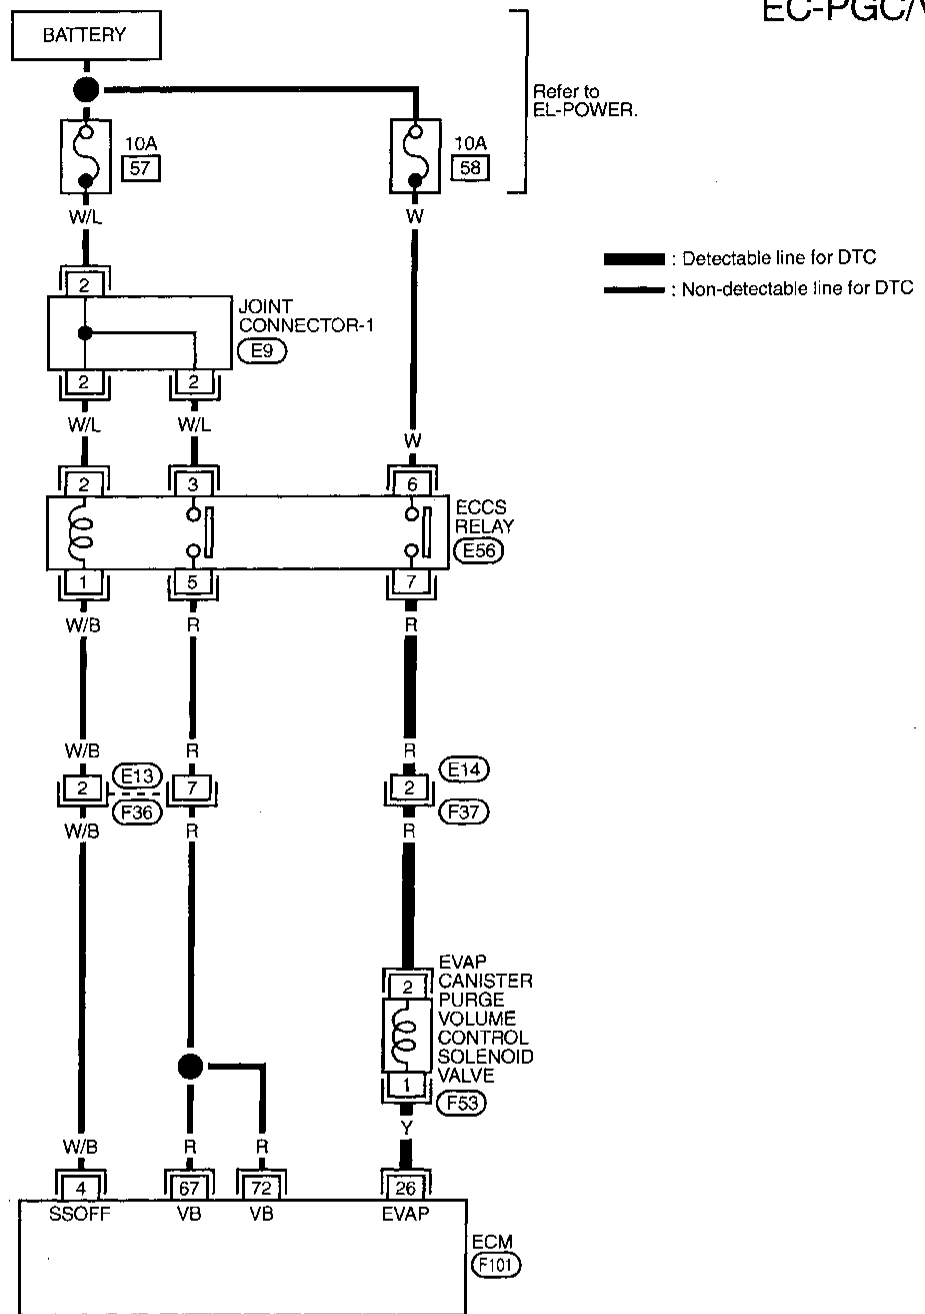 EC-PGC/V
BATTERY
Refer to
EL-POWER.
10A
57
10A
58
W/L
W
: Detectable line for DTC
: Non-detectable line for DTC
2
JOINT
CONNECTOR-1
E9
2
2
W/L
W/L
W
2
3
6
ECCS
RELAY
E56
1
5
7
W/B
R
R
W/B
R
R
2
E13
7
2
E14
F36
F37
W/B
R
R
2
EVAP
CANISTER
PURGE
VOLUME
CONTROL
SOLENOID
VALVE
1
F53
Y
W/B
R
R
4
67
72
26
SSOFF
VB
VB
EVAP
ECM
F101